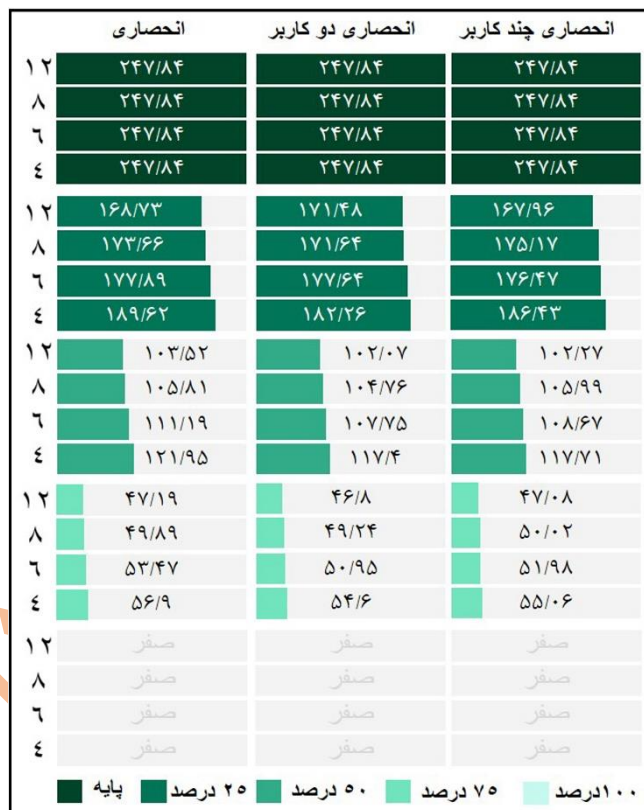 انحصاری چند کاربر انحصاری دو کاربر انحصاری
۱۲ ۲۴۷/۸۴ ۲۴۷/۸۴ ۲۴۷/۸۴
۸ ۲۴۷/۸۴ ۲۴۷/۸۴ ۲۴۷/۸۴
۶ ۲۴۷/۸۴ ۲۴۷/۸۴ ۲۴۷/۸۴
٤ ۲۴۷/۸۴ ۲۴۷/۸۴ ۲۴۷/۸۴
۱۲ ۱۶۸/۷۳ ۱۷۱/۴۸ ۱۶۷/۹۶
۸ ۱۷۳/۶۶ ۱۷۱/۶۴ ۱۷۵/۱۷
۶ ۱۷۷/۸۹ ۱۷۷/۶۴ ۱۷۶/۴۷
٤ ۱۸۹/۶۲ ۱۸۲/۲۶ ۱۸۶/۴۳
۱۲ ۱۰۳/۵۲ ۱۰۲/۰۷ ۱۰۲/۲۷
۸ ۱۰۵/۸۱ ۱۰۴/۷۶ ۱۰۵/۹۹
۶ ۱۱۱/۱۹ ۱۰۷/۷۵ ۱۰۸/۶۷
٤ ۱۲۱/۹۵ ۱۱۷/۴ ۱۱۷/۷۱
۱۲ ۴۷/۱۹ ۴۶/۸ ۴۷/۰۸
۸ ۴۹/۸۹ ۴۹/۲۴ ۵۰/۰۲
۶ ۵۳/۴۷ ۵۰/۹۵ ۵۱/۹۸
٤ ۵۶/۹ ۵۴/۶ ۵۵/۰۶
۱۲ صفر صفر صفر
۸ صفر صفر صفر
۶ صفر صفر صفر
٤ صفر صفر صفر
۱۰۰درصد ۷۵ درصد ۵۰ درصد ۲۵ درصد پایه